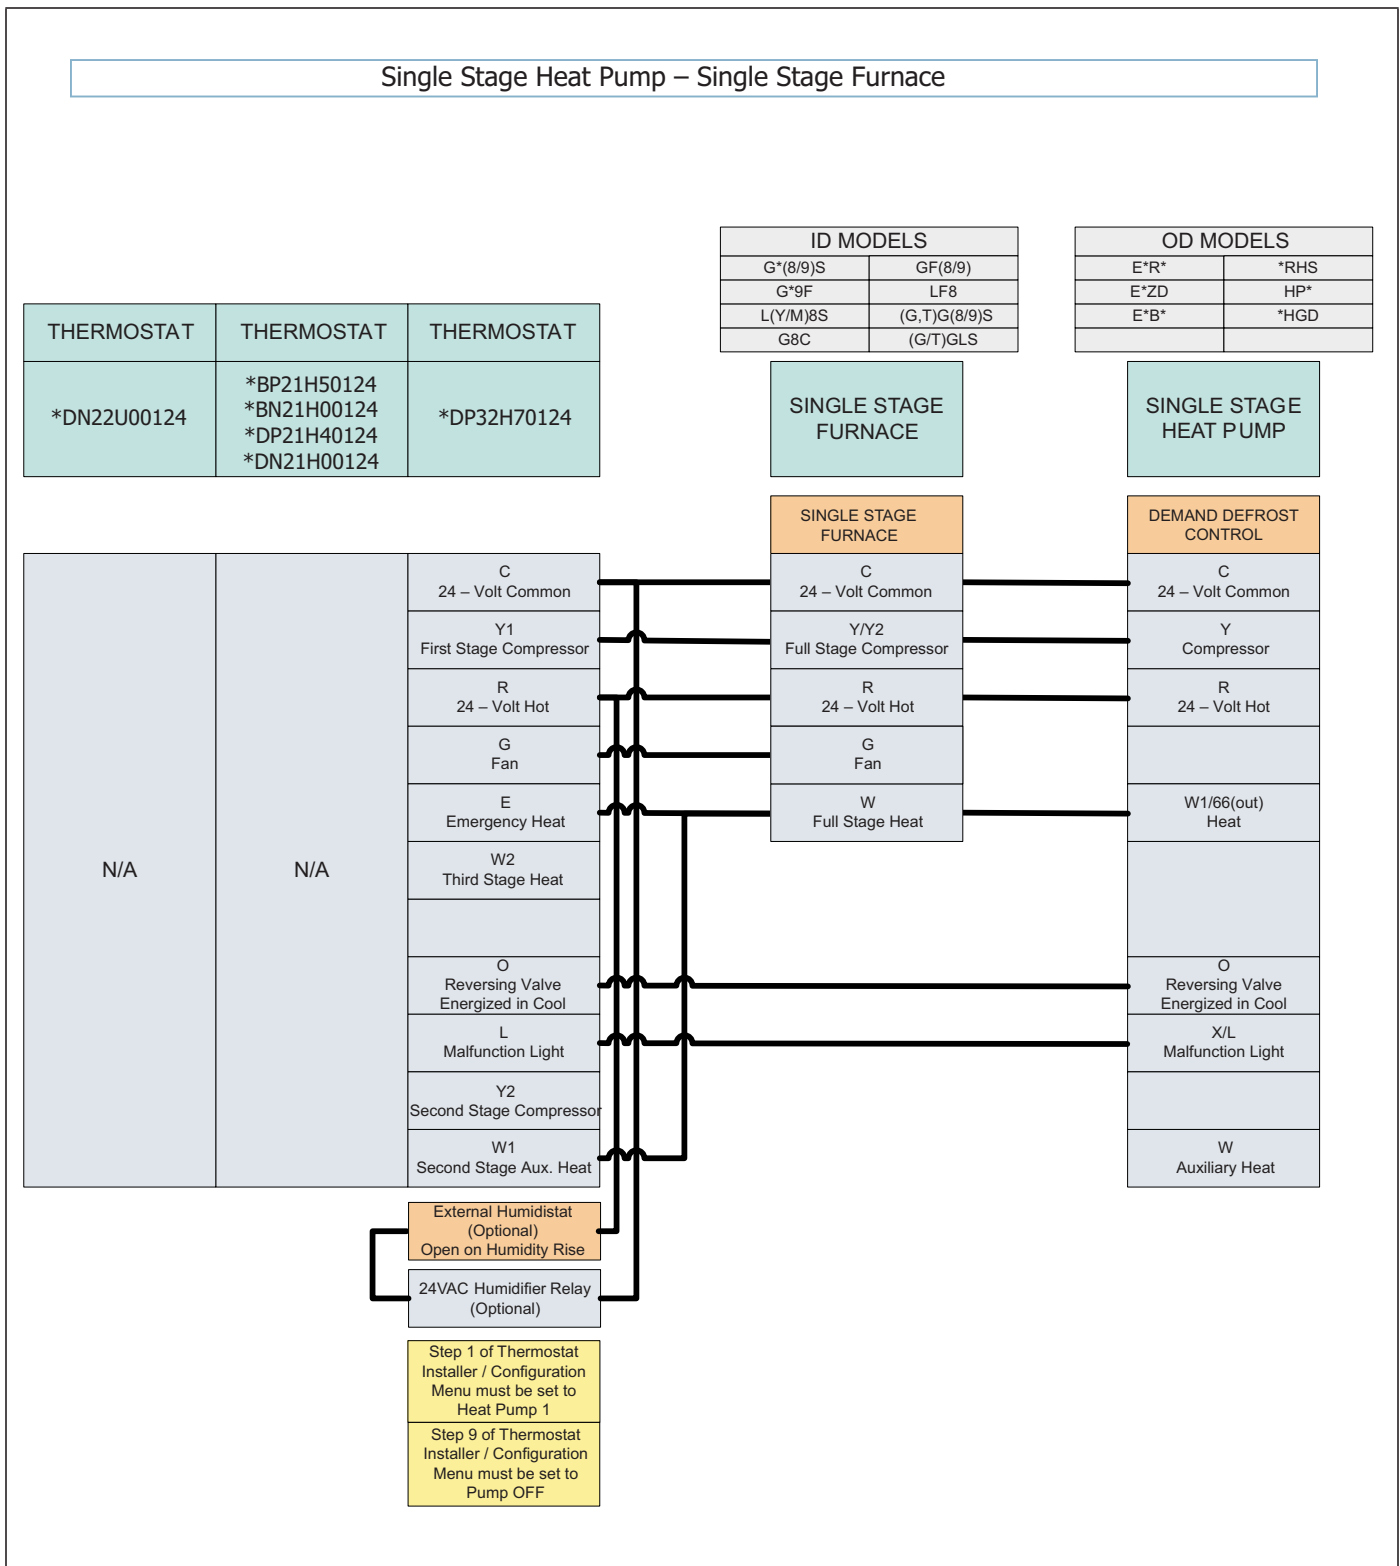 Single Stage Heat Pump – Single Stage Furnace
ID MODELS
G*(8/9)S GF(8/9)
G*9F LF8
L(Y/M)8S (G,T)G(8/9)S
G8C (G/T)GLS
OD MODELS
E*R* *RHS
E*ZD HP*
E*B* *HGD
THERMOSTAT
*DN22U00124
THERMOSTAT
*BP21H50124
*BN21H00124
*DP21H40124
*DN21H00124
THERMOSTAT
*DP32H70124
SINGLE STAGE
FURNACE
SINGLE STAGE
HEAT PUMP
N/A
N/A
C
24 – Volt Common
Y1
First Stage Compressor
R
24 – Volt Hot
G
Fan
E
Emergency Heat
W2
Third Stage Heat
O
Reversing Valve
Energized in Cool
L
Malfunction Light
Y2
Second Stage Compressor
W1
Second Stage Aux. Heat
External Humidistat
(Optional)
Open on Humidity Rise
24VAC Humidifier Relay
(Optional)
Step 1 of Thermostat
Installer / Configuration
Menu must be set to
Heat Pump 1
Step 9 of Thermostat
Installer / Configuration
Menu must be set to
Pump OFF
SINGLE STAGE
FURNACE
C
24 – Volt Common
Y/Y2
Full Stage Compressor
R
24 – Volt Hot
G
Fan
W
Full Stage Heat
DEMAND DEFROST
CONTROL
C
24 – Volt Common
Y
Compressor
R
24 – Volt Hot
W1/66(out)
Heat
O
Reversing Valve
Energized in Cool
X/L
Malfunction Light
W
Auxiliary Heat